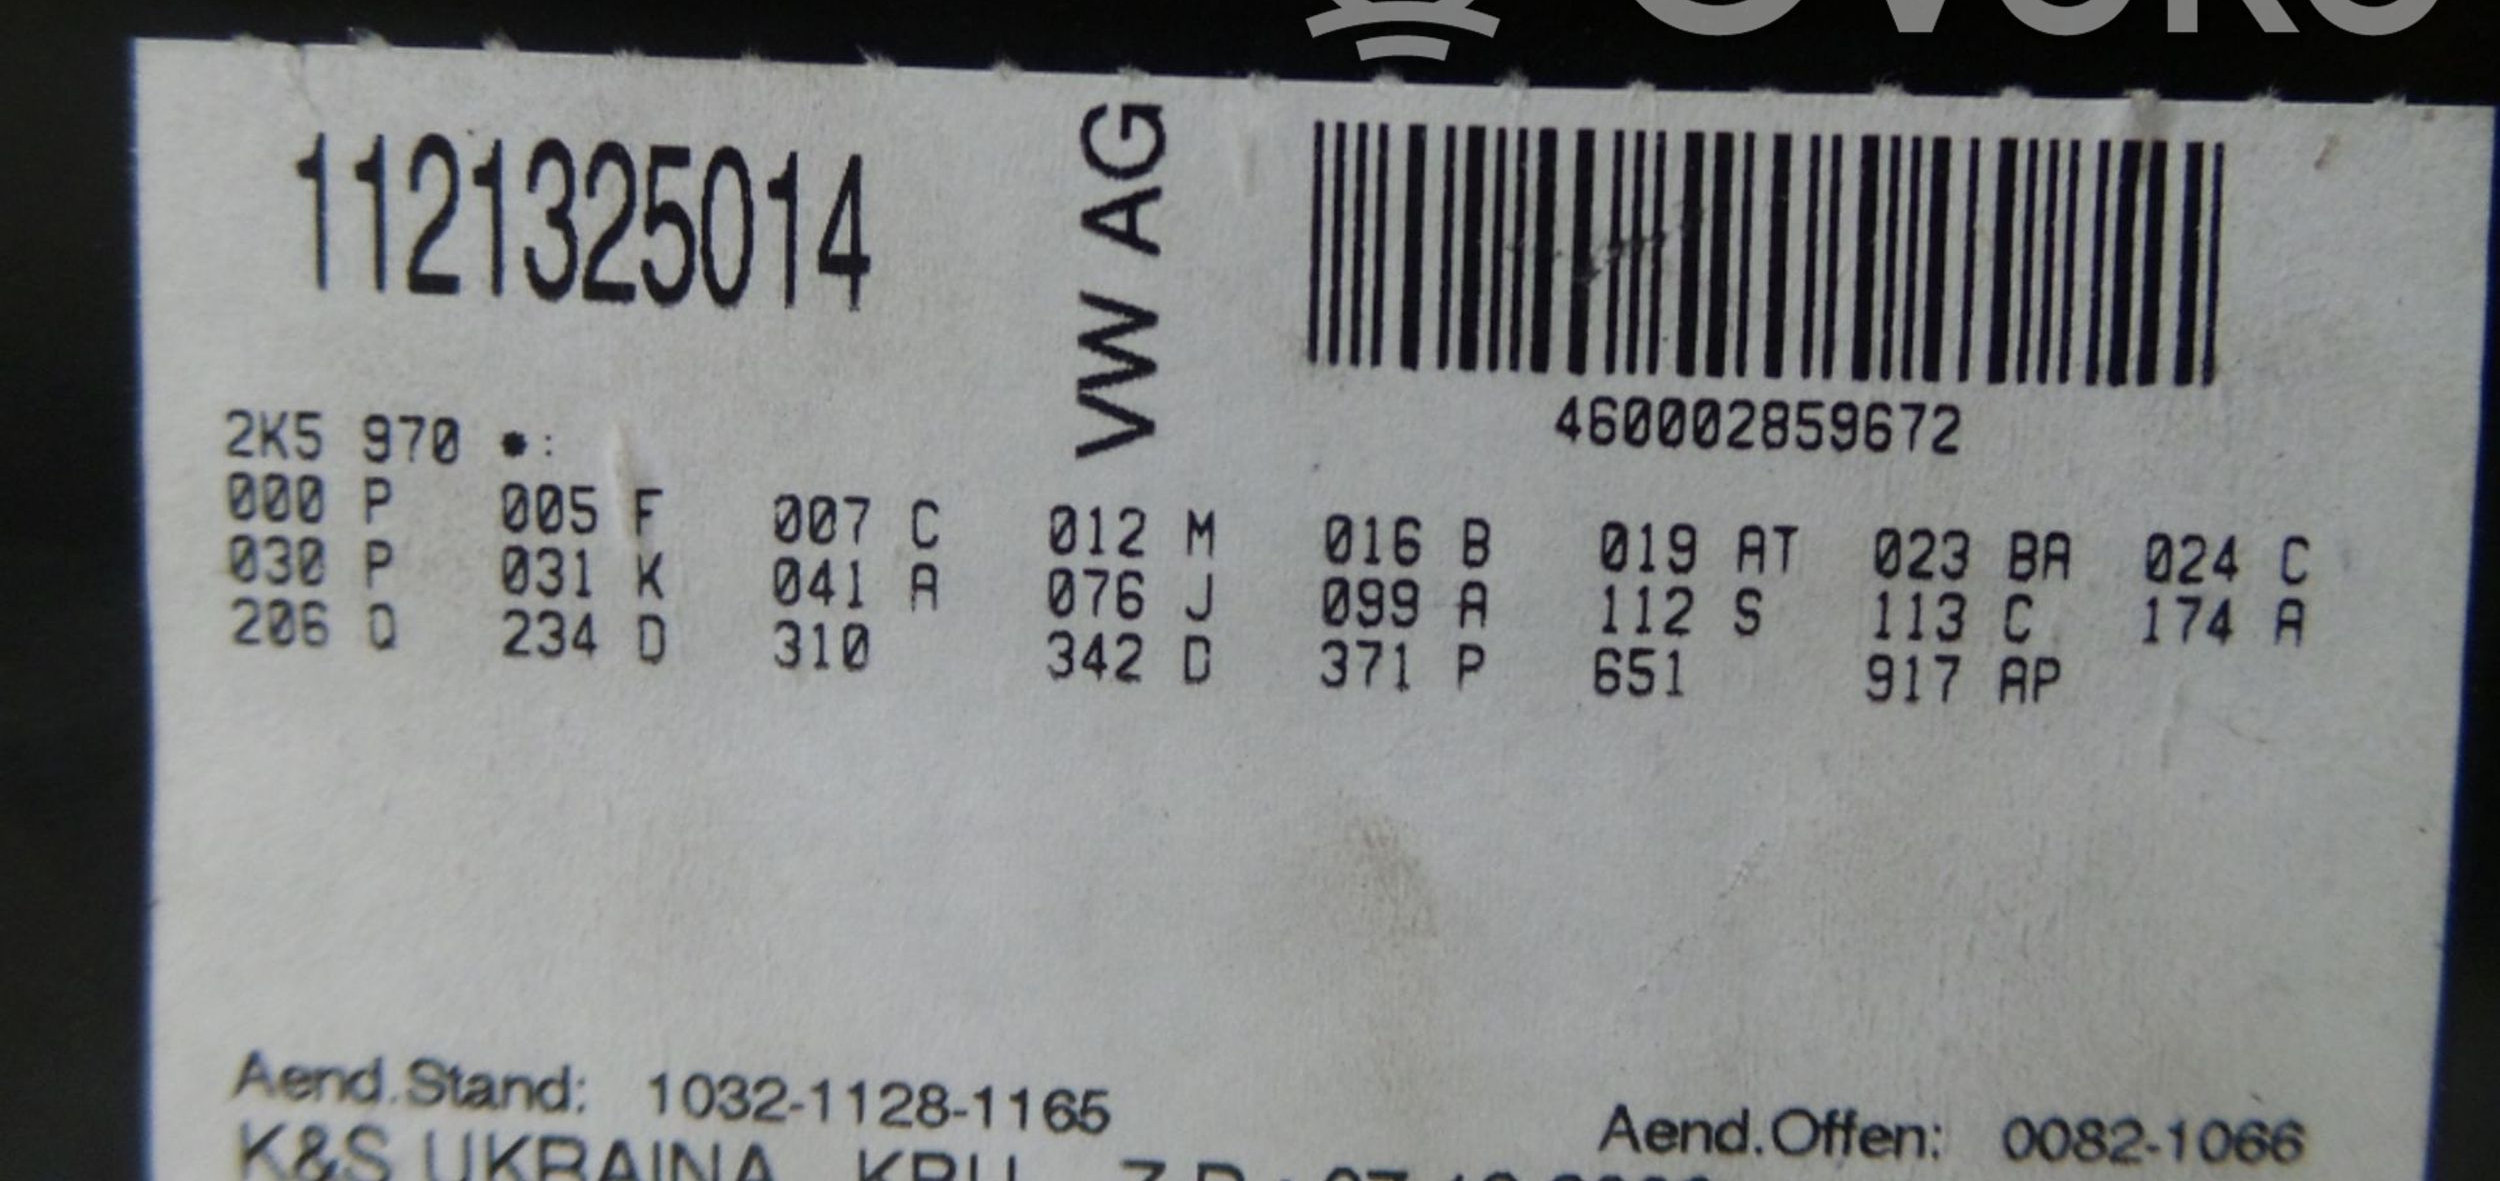 1121325014
VW AG
460002859672
2K5 970 *:
000 P 005 F 007 C 012 M 016 B 019 AT 023 BA 024 C
030 P 031 K 041 A 076 J 099 A 112 S 113 C 174 A
206 Q 234 D 310 342 D 371 P 651 917 AP
Aend.Stand: 1032-1128-1165
Aend.Offen: 0082-1066
K&S UKRAINA KRU